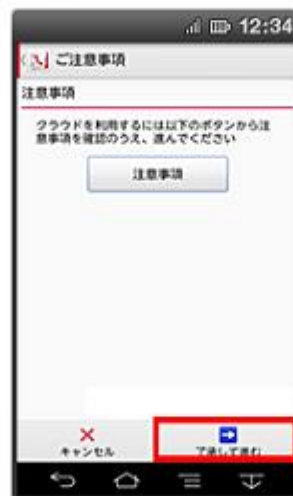 12:34
ご注意事項
注意事項
クラウドを利用するには以下のボタンから注
意事項を確認のうえ、進んでください
注意事項
キャンセル
了承して進む